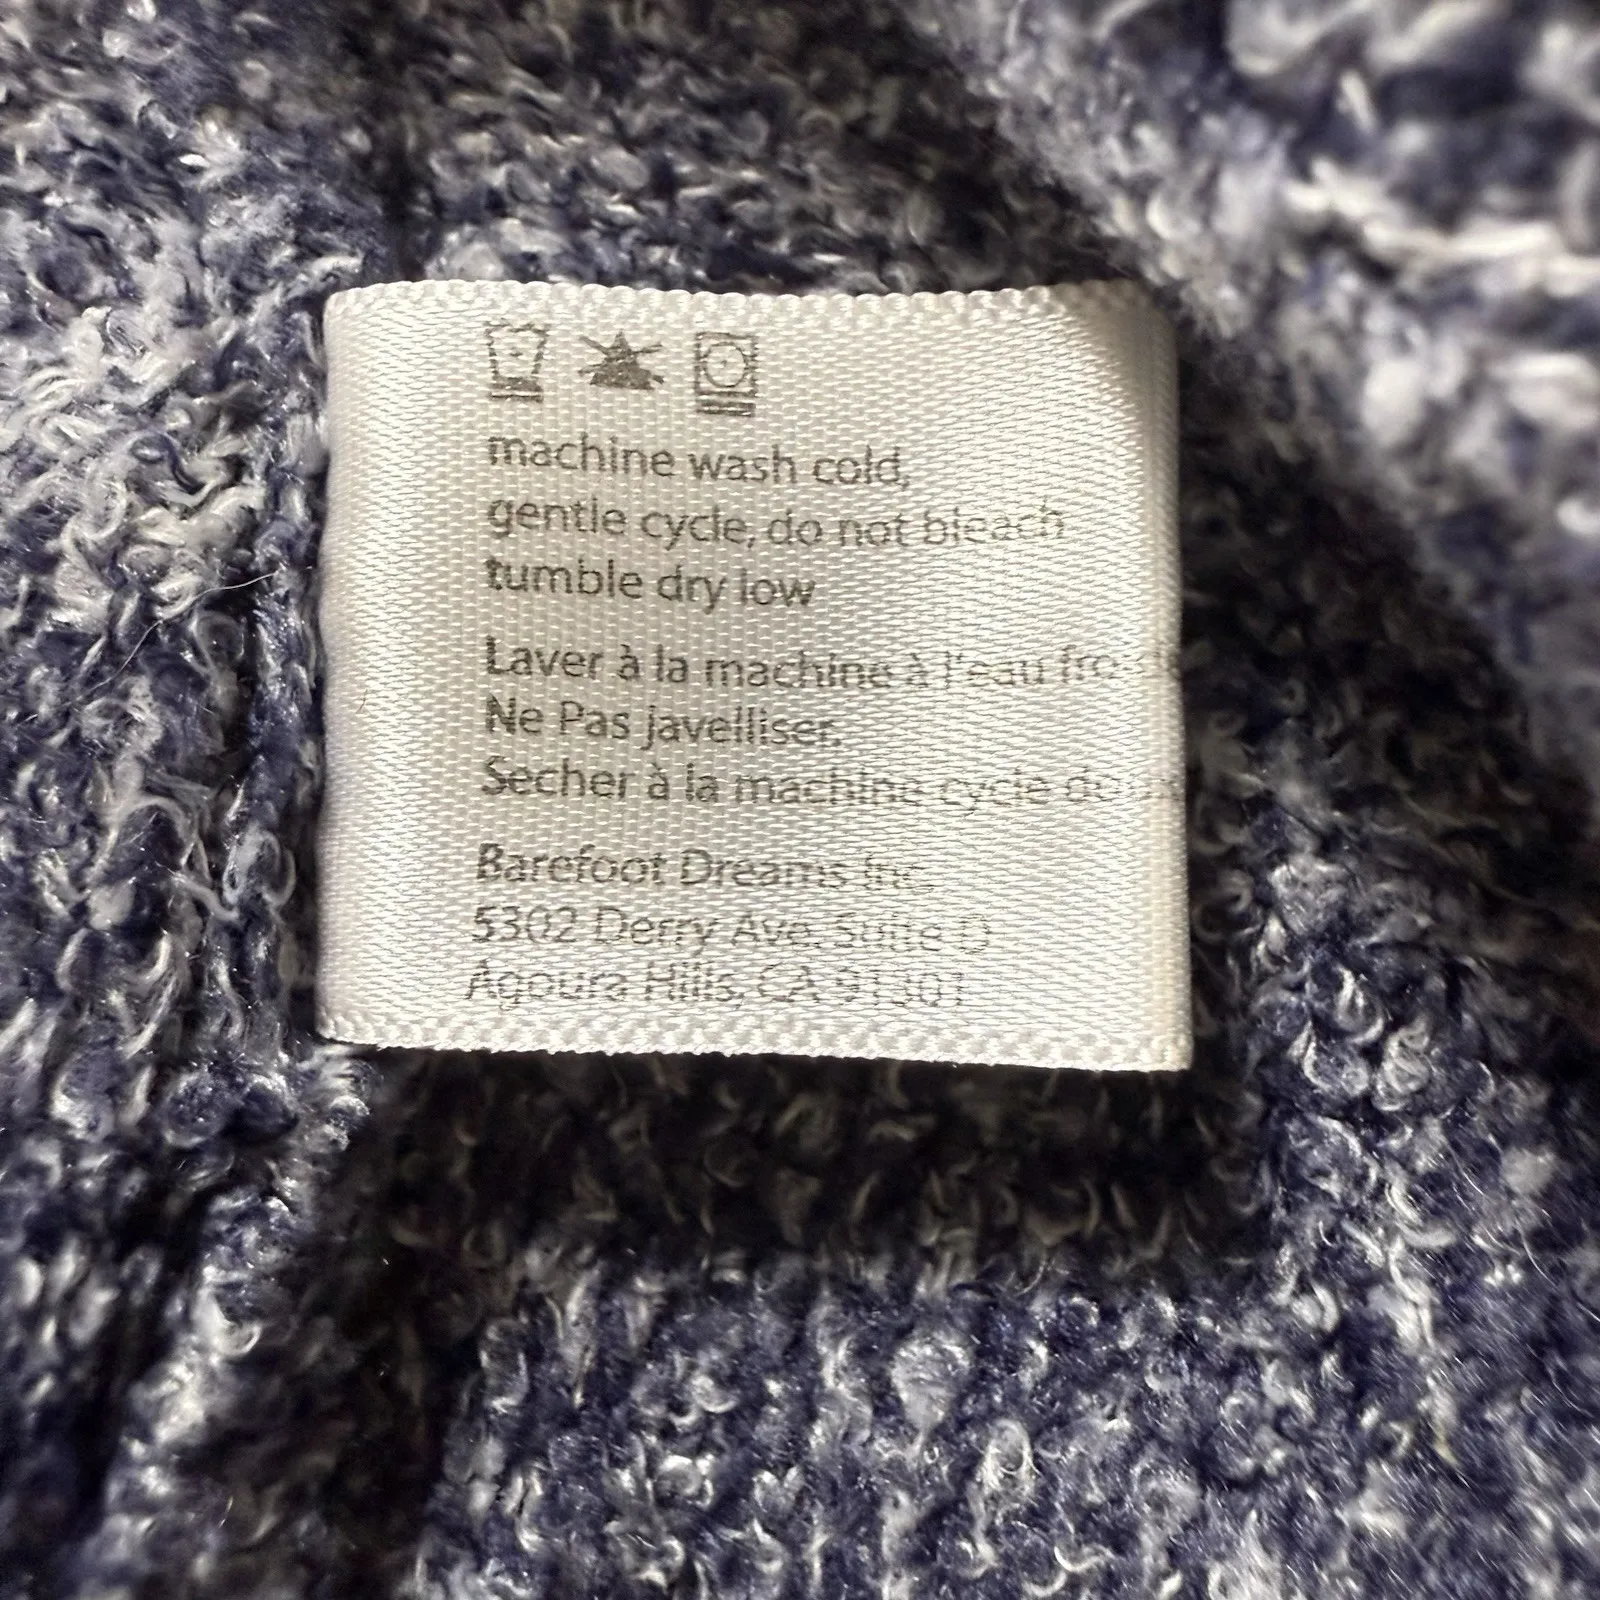 machine wash cold,
gentle cycle, do not bleach
tumble dry low
Laver à la machine à l'eau
Ne Pas javelliser.
Secher à la machine cycle
Barefoot Dreams Inc.
5302 Derry Ave. Suite D
Agoura Hills, CA 91301